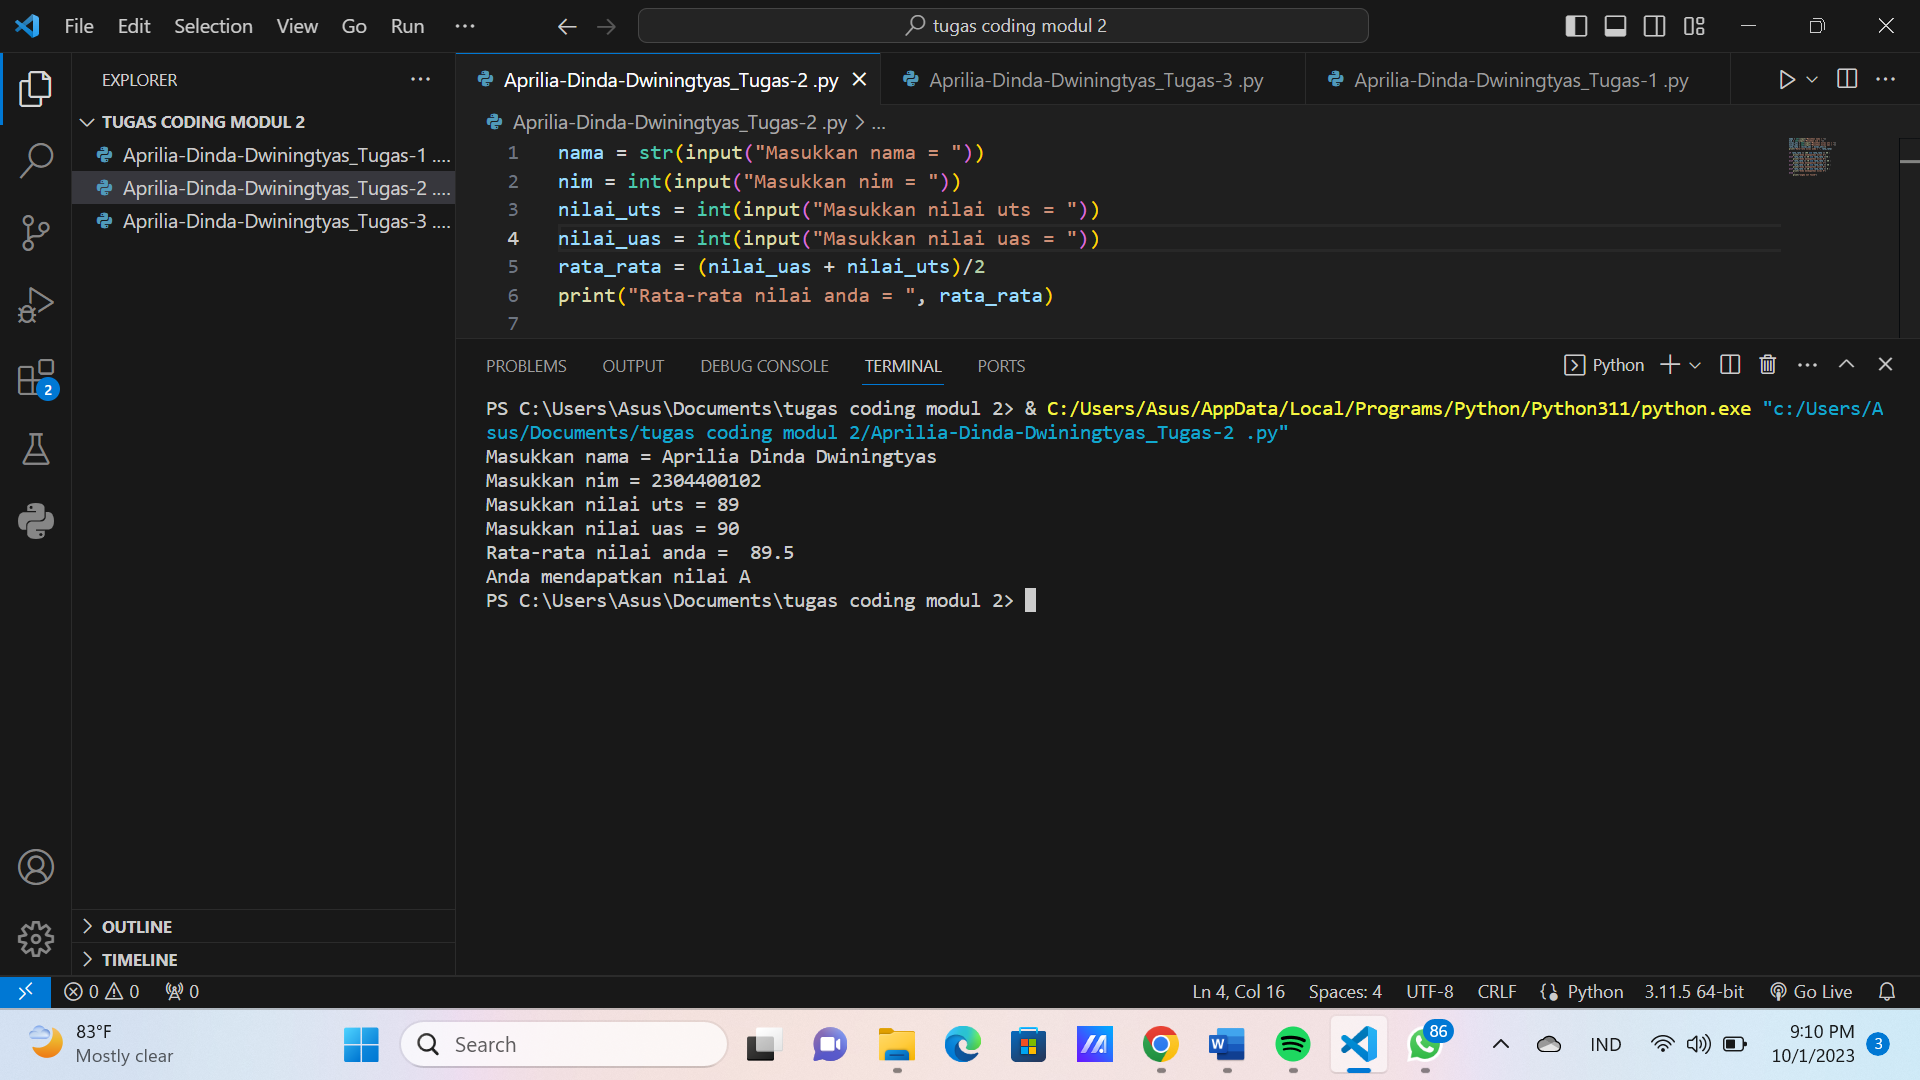 File Edit Selection View Go Run ···
tugas coding modul 2
EXPLORER ···
TUGAS CODING MODUL 2
Aprilia-Dinda-Dwiningtyas_Tugas-1 ....
Aprilia-Dinda-Dwiningtyas_Tugas-2 ....
Aprilia-Dinda-Dwiningtyas_Tugas-3 ....
OUTLINE
TIMELINE
2
Aprilia-Dinda-Dwiningtyas_Tugas-2 .py
Aprilia-Dinda-Dwiningtyas_Tugas-3 .py
Aprilia-Dinda-Dwiningtyas_Tugas-1 .py
Aprilia-Dinda-Dwiningtyas_Tugas-2 .py > ...
1 nama = str(input("Masukkan nama = "))
2 nim = int(input("Masukkan nim = "))
3 nilai_uts = int(input("Masukkan nilai uts = "))
4 nilai_uas = int(input("Masukkan nilai uas = "))
5 rata_rata = (nilai_uas + nilai_uts)/2
6 print("Rata-rata nilai anda = ", rata_rata)
7
PROBLEMS OUTPUT DEBUG CONSOLE TERMINAL PORTS
Python
PS C:\Users\Asus\Documents\tugas coding modul 2> & C:/Users/Asus/AppData/Local/Programs/Python/Python311/python.exe "c:/Users/A
sus/Documents/tugas coding modul 2/Aprilia-Dinda-Dwiningtyas_Tugas-2 .py"
Masukkan nama = Aprilia Dinda Dwiningtyas
Masukkan nim = 2304400102
Masukkan nilai uts = 89
Masukkan nilai uas = 90
Rata-rata nilai anda =  89.5
Anda mendapatkan nilai A
PS C:\Users\Asus\Documents\tugas coding modul 2>
0 0 0
Ln 4, Col 16 Spaces: 4 UTF-8 CRLF Python 3.11.5 64-bit Go Live
83°F
Mostly clear
Search
86
IND
9:10 PM
10/1/2023
3